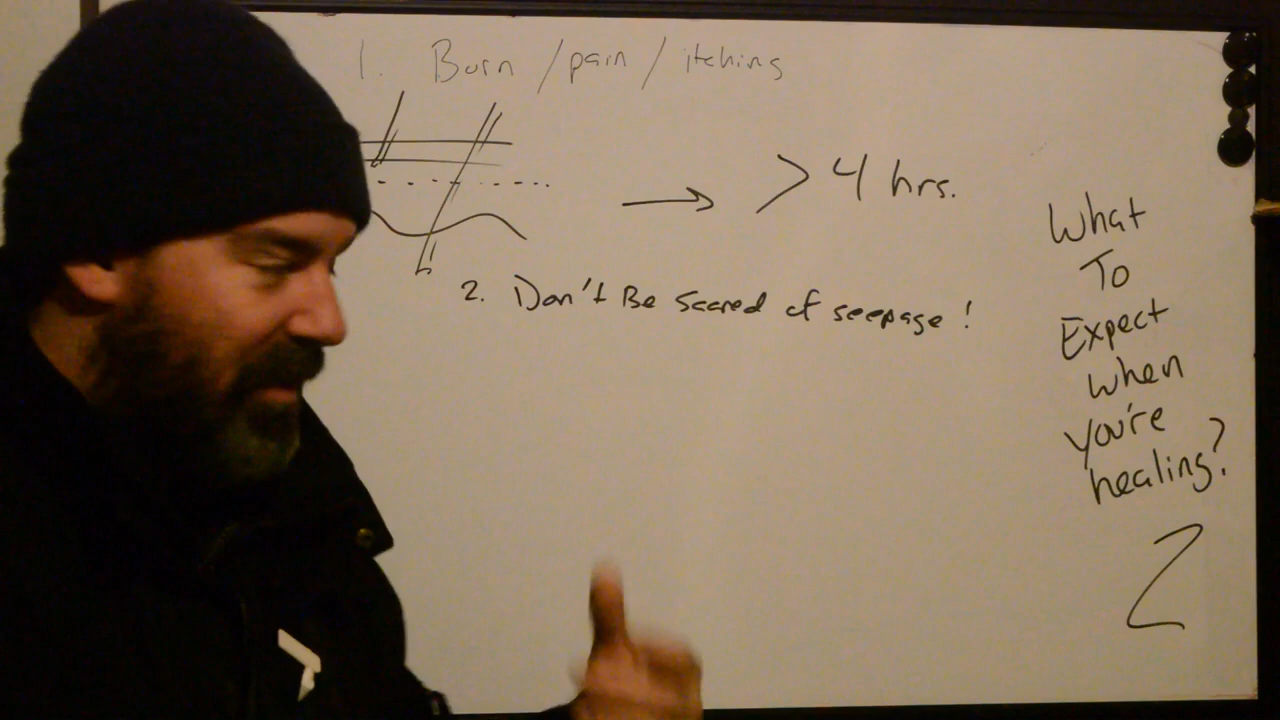 1. Burn / pain / itching
> 4 hrs.
2. Don't Be Scared of seepage !
What
To
Expect
when
you're
healing?
2